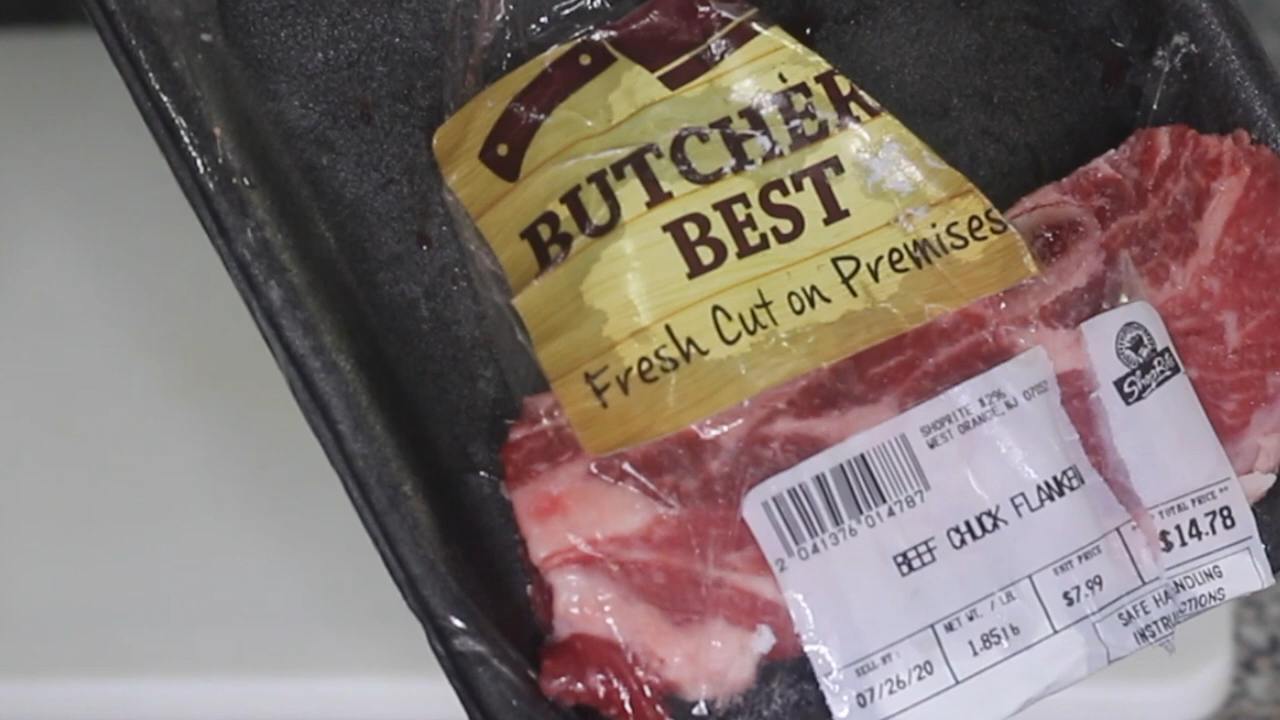 BUTCHER
BEST
Fresh Cut on Premises
ShopRite
SHOPRITE #296
WEST ORANGE, NJ 07052
2 041376 014787
BEEF CHUCK FLANKEN
SELL BY:
07/26/20
NET WT. / LB.
1.85lb
UNIT PRICE
$7.99
TOTAL PRICE
$14.78
SAFE HANDLING
INSTRUCTIONS